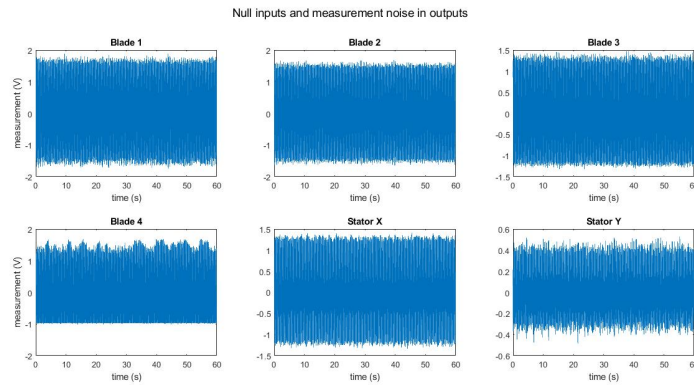 Null inputs and measurement noise in outputs
Blade 1
Blade 2
Blade 3
measurement (V)
2
1
0
-1
-2
0 10 20 30 40 50 60
time (s)
2
1
0
-1
-2
0 10 20 30 40 50 60
time (s)
1.5
1
0.5
0
-0.5
-1
-1.5
0 10 20 30 40 50 60
time (s)
Blade 4
Stator X
Stator Y
measurement (V)
2
1
0
-1
-2
0 10 20 30 40 50 60
time (s)
1.5
1
0.5
0
-0.5
-1
-1.5
0 10 20 30 40 50 60
time (s)
0.6
0.4
0.2
0
-0.2
-0.4
-0.6
0 10 20 30 40 50 60
time (s)